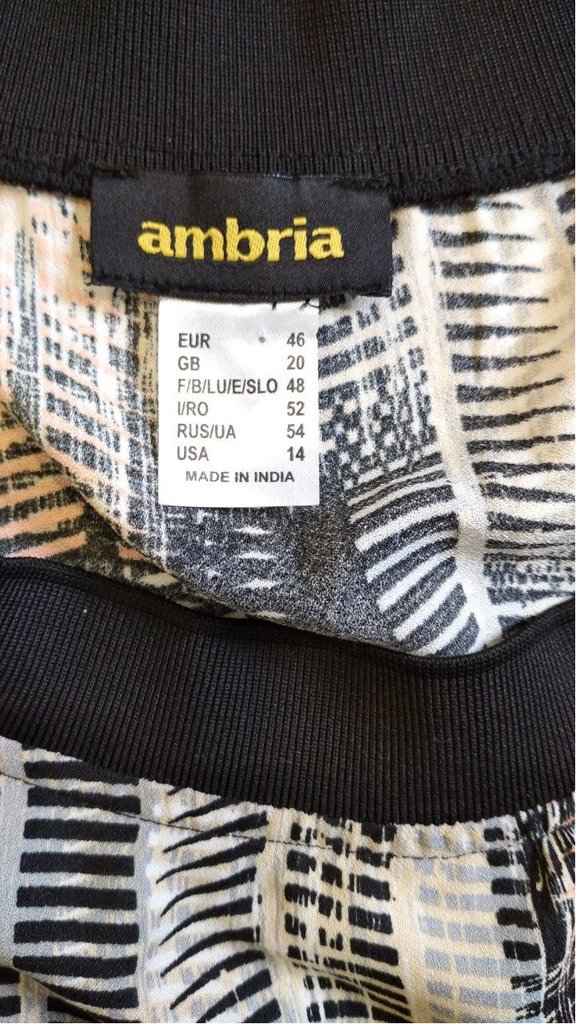 ambria
EUR 46
GB 20
F/B/LU/E/SLO 48
I/RO 52
RUS/UA 54
USA 14
MADE IN INDIA